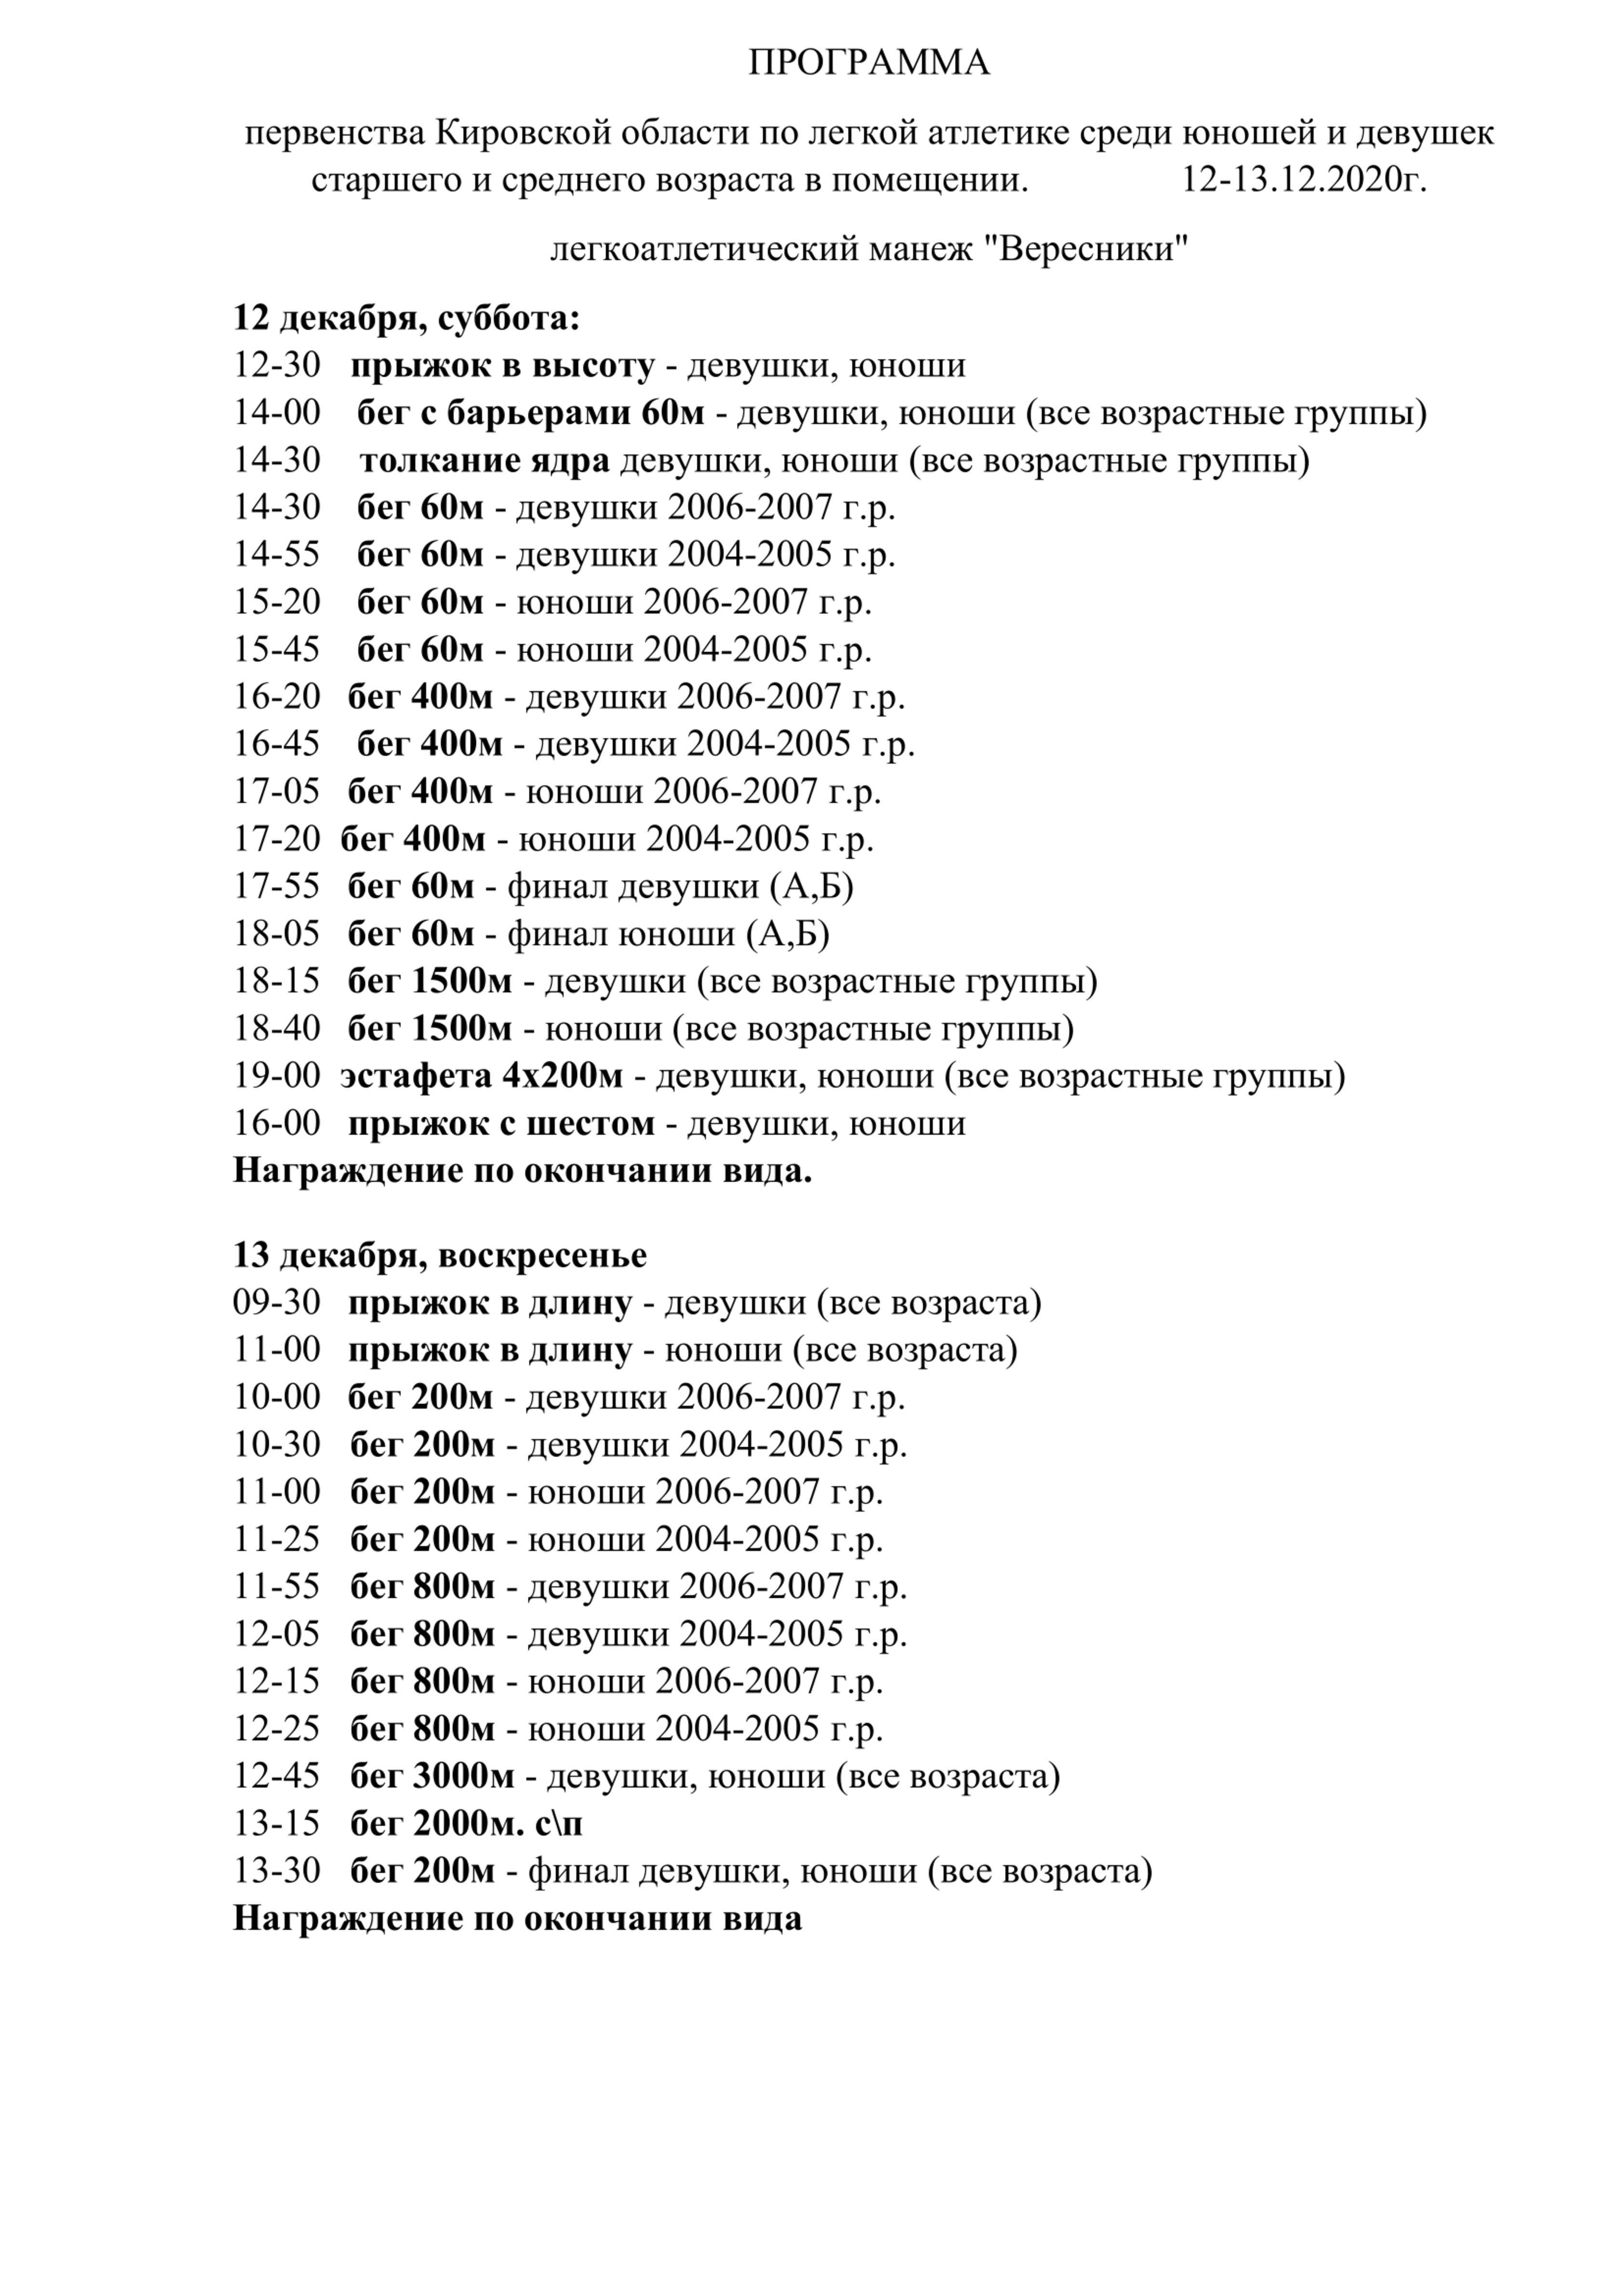 ПРОГРАММА
первенства Кировской области по легкой атлетике среди юношей и девушек
старшего и среднего возраста в помещении. 12-13.12.2020г.
легкоатлетический манеж "Вересники"
12 декабря, суббота:
12-30 прыжок в высоту - девушки, юноши
14-00 бег с барьерами 60м - девушки, юноши (все возрастные группы)
14-30 толкание ядра девушки, юноши (все возрастные группы)
14-30 бег 60м - девушки 2006-2007 г.р.
14-55 бег 60м - девушки 2004-2005 г.р.
15-20 бег 60м - юноши 2006-2007 г.р.
15-45 бег 60м - юноши 2004-2005 г.р.
16-20 бег 400м - девушки 2006-2007 г.р.
16-45 бег 400м - девушки 2004-2005 г.р.
17-05 бег 400м - юноши 2006-2007 г.р.
17-20 бег 400м - юноши 2004-2005 г.р.
17-55 бег 60м - финал девушки (А,Б)
18-05 бег 60м - финал юноши (А,Б)
18-15 бег 1500м - девушки (все возрастные группы)
18-40 бег 1500м - юноши (все возрастные группы)
19-00 эстафета 4х200м - девушки, юноши (все возрастные группы)
16-00 прыжок с шестом - девушки, юноши
Награждение по окончании вида.
13 декабря, воскресенье
09-30 прыжок в длину - девушки (все возраста)
11-00 прыжок в длину - юноши (все возраста)
10-00 бег 200м - девушки 2006-2007 г.р.
10-30 бег 200м - девушки 2004-2005 г.р.
11-00 бег 200м - юноши 2006-2007 г.р.
11-25 бег 200м - юноши 2004-2005 г.р.
11-55 бег 800м - девушки 2006-2007 г.р.
12-05 бег 800м - девушки 2004-2005 г.р.
12-15 бег 800м - юноши 2006-2007 г.р.
12-25 бег 800м - юноши 2004-2005 г.р.
12-45 бег 3000м - девушки, юноши (все возраста)
13-15 бег 2000м. с\п
13-30 бег 200м - финал девушки, юноши (все возраста)
Награждение по окончании вида